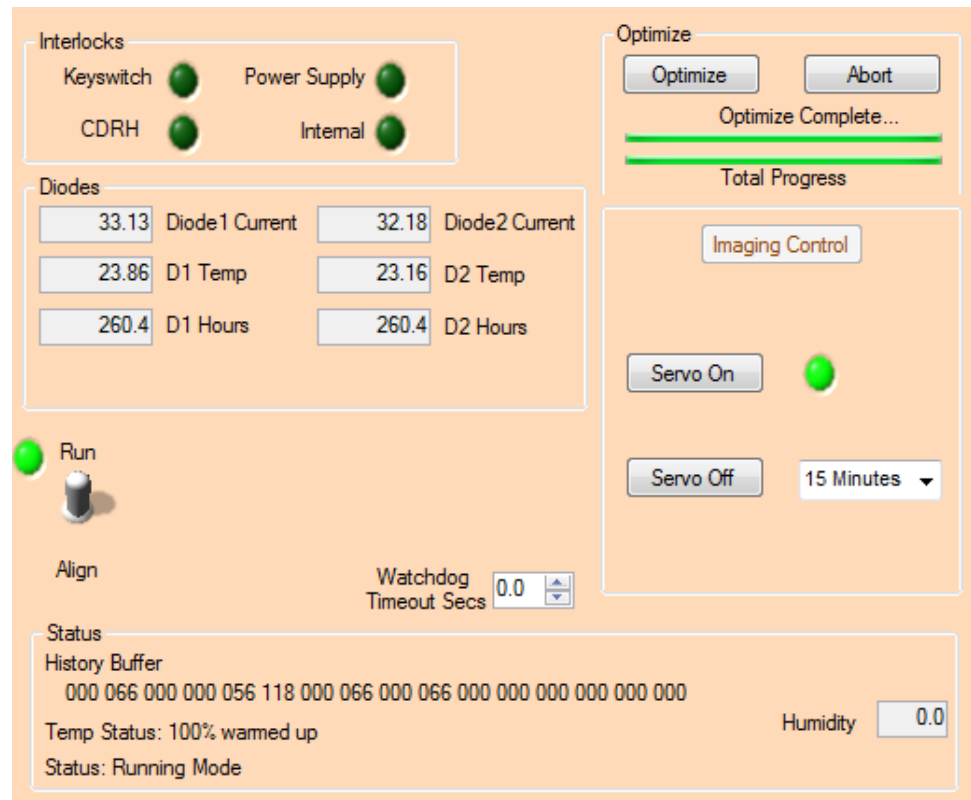 Interlocks
Keyswitch Power Supply
CDRH Internal
Optimize
Optimize Abort
Optimize Complete...
Total Progress
Diodes
33.13 Diode1 Current 32.18 Diode2 Current
23.86 D1 Temp 23.16 D2 Temp
260.4 D1 Hours 260.4 D2 Hours
Imaging Control
Servo On
Servo Off 15 Minutes
Run
Align
Watchdog
Timeout Secs 0.0
Status
History Buffer
000 066 000 000 056 118 000 066 000 066 000 000 000 000 000 000
Temp Status: 100% warmed up
Humidity 0.0
Status: Running Mode